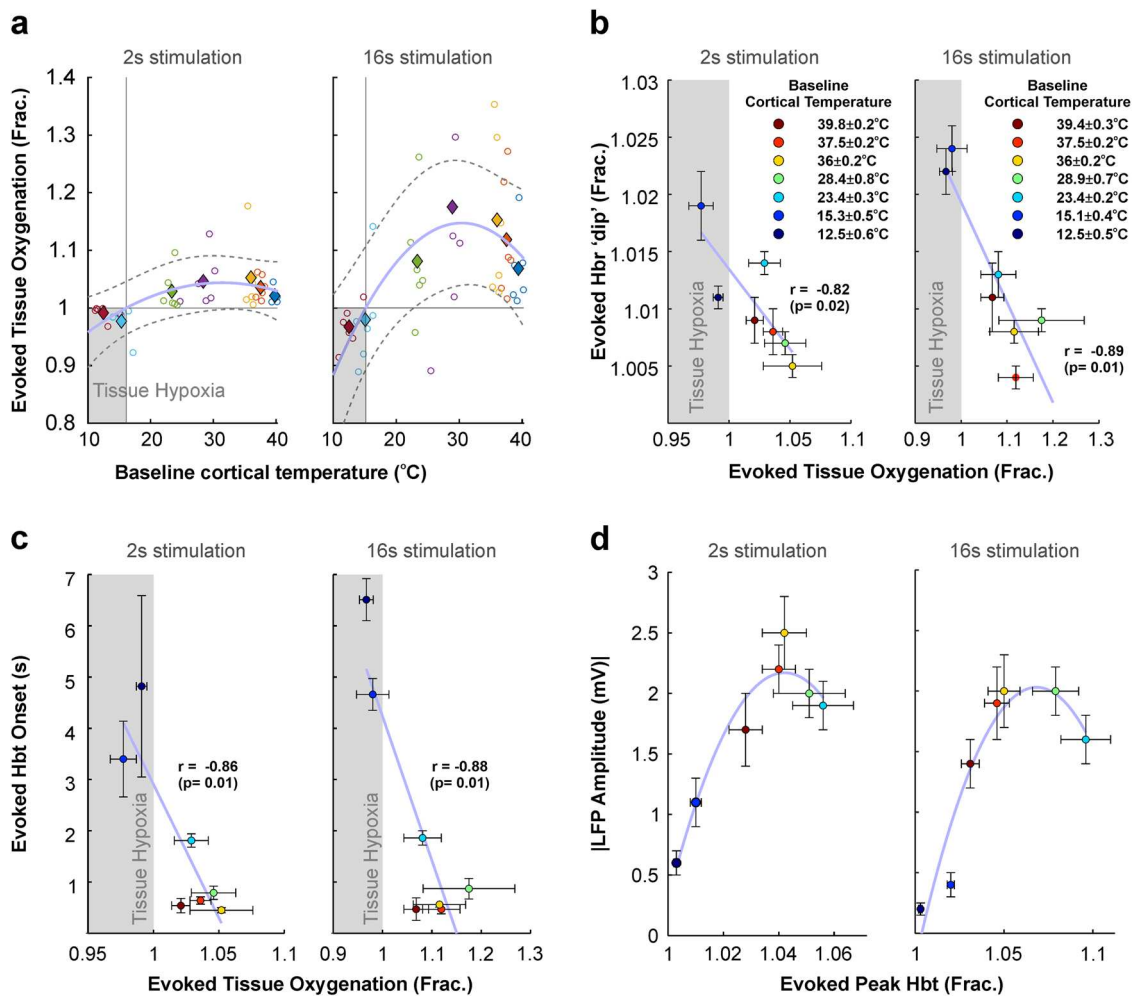 a
2s stimulation
16s stimulation
Evoked Tissue Oxygenation (Frac.)
1.4
1.3
1.2
1.1
1
0.9
0.8
Tissue Hypoxia
10 20 30 40
10 20 30 40
Baseline cortical temperature (°C)
b
2s stimulation
16s stimulation
Evoked Hbr 'dip' (Frac.)
1.03
1.025
1.02
1.015
1.01
1.005
Tissue Hypoxia
Baseline
Cortical Temperature
39.8±0.2°C
37.5±0.2°C
36±0.2°C
28.4±0.8°C
23.4±0.3°C
15.3±0.5°C
12.5±0.6°C
r = -0.82
(p= 0.02)
Tissue Hypoxia
Baseline
Cortical Temperature
39.4±0.3°C
37.5±0.2°C
36±0.2°C
28.9±0.7°C
23.4±0.2°C
15.1±0.4°C
12.5±0.5°C
r = -0.89
(p= 0.01)
0.95 1 1.05 1.1
0.9 1 1.1 1.2 1.3
Evoked Tissue Oxygenation (Frac.)
c
2s stimulation
16s stimulation
Evoked Hbt Onset (s)
7
6
5
4
3
2
1
0
Tissue Hypoxia
r = -0.86
(p= 0.01)
Tissue Hypoxia
r = -0.88
(p= 0.01)
0.95 1 1.05 1.1
0.9 1 1.1 1.2 1.3
Evoked Tissue Oxygenation (Frac.)
d
2s stimulation
16s stimulation
|LFP Amplitude (mV)|
3
2.5
2
1.5
1
0.5
0
1 1.02 1.04 1.06
1 1.05 1.1
Evoked Peak Hbt (Frac.)